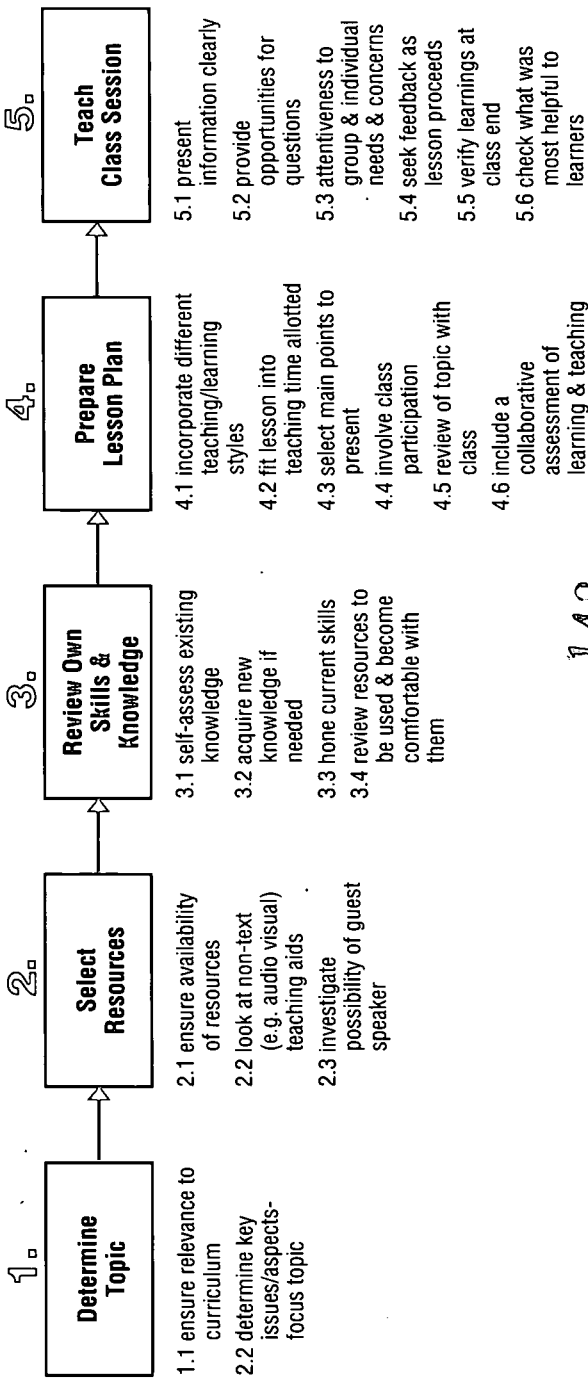 1.
Determine
Topic
1.1 ensure relevance to
curriculum
2.2 determine key
issues/aspects-
focus topic
2.
Select
Resources
2.1 ensure availability
of resources
2.2 look at non-text
(e.g. audio visual)
teaching aids
2.3 investigate
possibility of guest
speaker
3.
Review Own
Skills &
Knowledge
3.1 self-assess existing
knowledge
3.2 acquire new
knowledge if
needed
3.3 hone current skills
3.4 review resources to
be used & become
comfortable with
them
4.
Prepare
Lesson Plan
4.1 incorporate different
teaching/learning
styles
4.2 fit lesson into
teaching time allotted
4.3 select main points to
present
4.4 involve class
participation
4.5 review of topic with
class
4.6 include a
collaborative
assessment of
learning & teaching
5.
Teach
Class Session
5.1 present
information clearly
5.2 provide
opportunities for
questions
5.3 attentiveness to
group & individual
needs & concerns
5.4 seek feedback as
lesson proceeds
5.5 verify learnings at
class end
5.6 check what was
most helpful to
learners